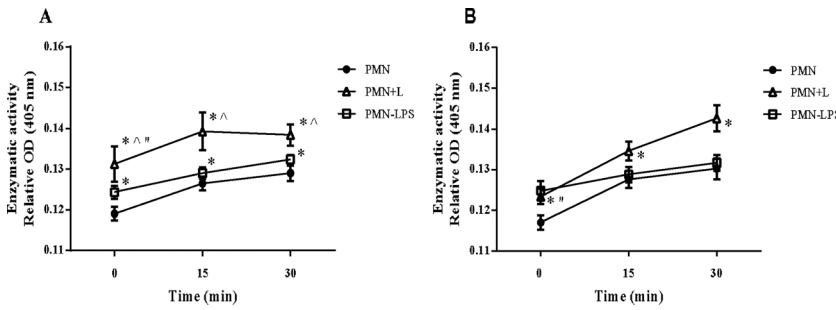 A
0.16
0.15
0.14
0.13
0.12
0.11
Enzymatic activity
Relative OD (405 nm)
* ^ "
* ^
* ^
*
*
*
0 15 30
Time (min)
PMN
PMN+L
PMN-LPS
B
0.16
0.15
0.14
0.13
0.12
0.11
Enzymatic activity
Relative OD (405 nm)
* "
*
*
0 15 30
Time (min)
PMN
PMN+L
PMN-LPS